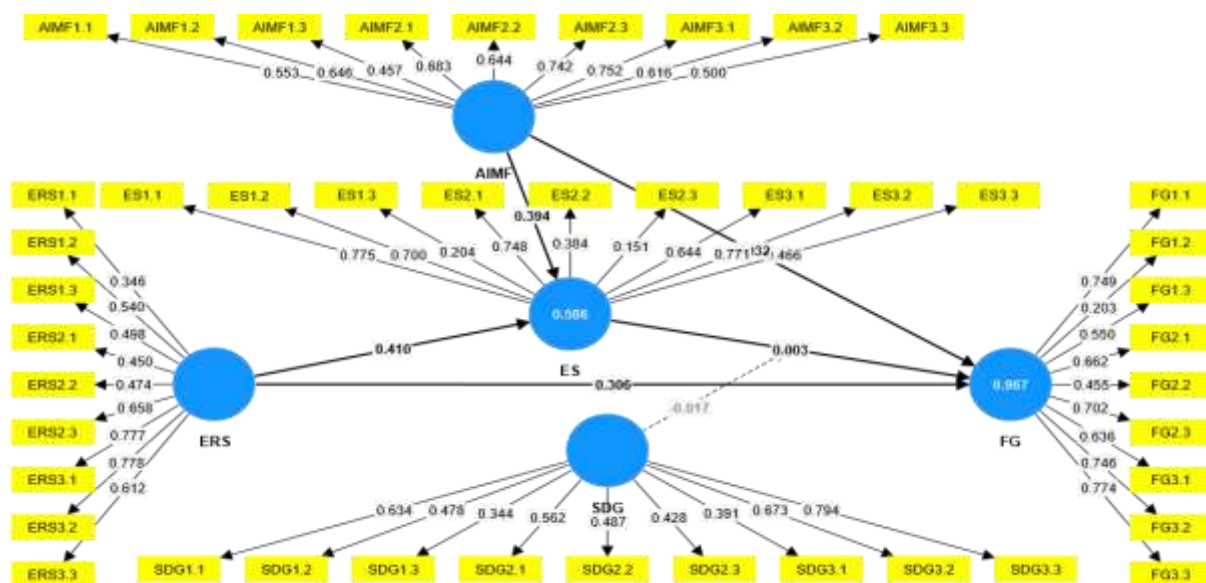 AIMF1.1 AIMF1.2 AIMF1.3 AIMF2.1 AIMF2.2 AIMF2.3 AIMF3.1 AIMF3.2 AIMF3.3
0.553 0.646 0.457 0.683 0.644 0.742 0.752 0.616 0.500
AIMF
ERS1.1 ES1.1 ES1.2 ES1.3 ES2.1 ES2.2 ES2.3 ES3.1 ES3.2 ES3.3 FG1.1
0.394
ERS1.2 FG1.2
0.775 0.700 0.204 0.748 0.384 0.151 0.644 0.771 0.466
0.346 0.749
ERS1.3 0.540 0.203 FG1.3
0.498 0.586 0.550
ERS2.1 0.450 0.410 0.003 0.662 FG2.1
ES
ERS2.2 0.474 0.306 0.967 0.455 FG2.2
0.658 -0.017 0.702
ERS2.3 0.777 ERS FG 0.636 FG2.3
0.778 0.746
ERS3.1 0.612 0.774 FG3.1
SDG
0.634 0.478 0.344 0.562 0.487 0.428 0.391 0.673 0.794
ERS3.2 FG3.2
ERS3.3 SDG1.1 SDG1.2 SDG1.3 SDG2.1 SDG2.2 SDG2.3 SDG3.1 SDG3.2 SDG3.3 FG3.3